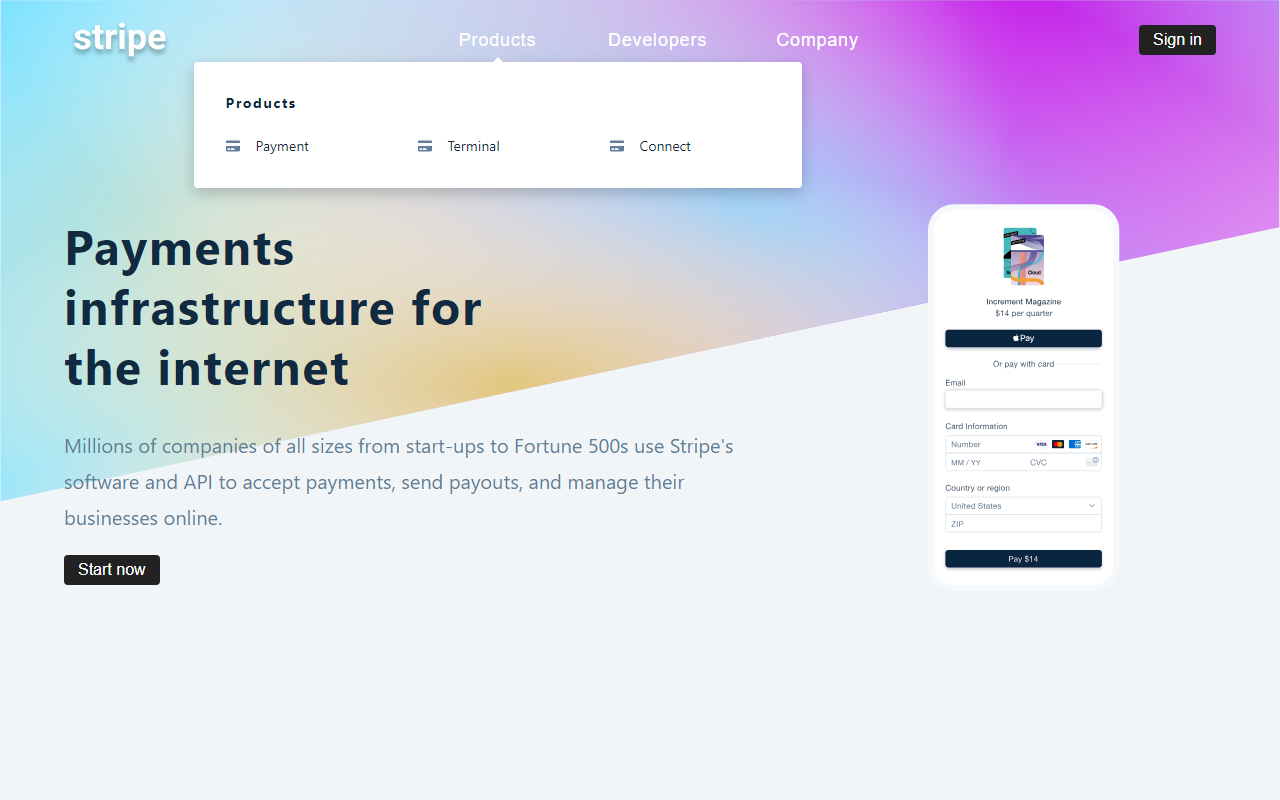 stripe
Products
Developers
Company
Sign in
Products
Payment
Terminal
Connect
Payments
infrastructure for
the internet
Millions of companies of all sizes from start-ups to Fortune 500s use Stripe's
software and API to accept payments, send payouts, and manage their
businesses online.
Start now
Cloud
Increment Magazine
$14 per quarter
Pay
Or pay with card
Email
Card Information
Number
VISA
MM / YY
CVC
Country or region
United States
ZIP
Pay $14